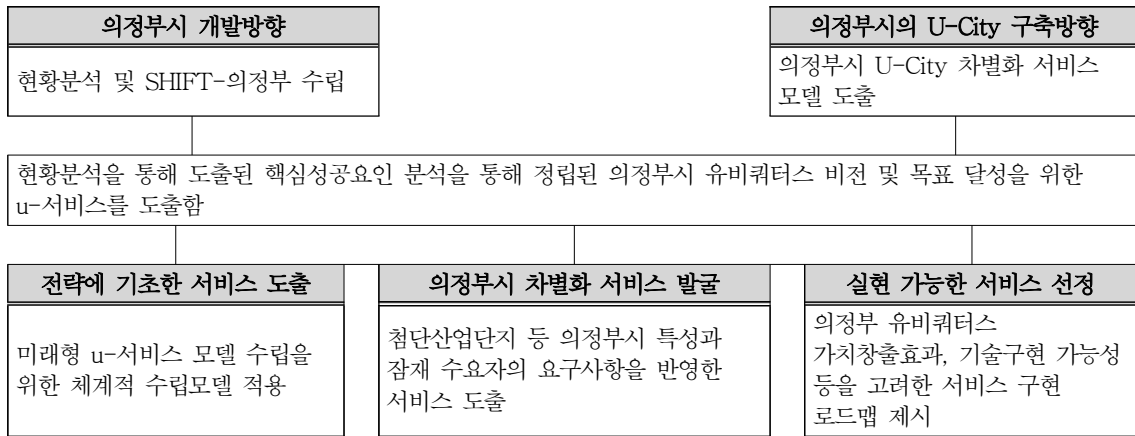 의정부시 개발방향
현황분석 및 SHIFT-의정부 수립
의정부시의 U-City 구축방향
의정부시 U-City 차별화 서비스
모델 도출
현황분석을 통해 도출된 핵심성공요인 분석을 통해 정립된 의정부시 유비쿼터스 비전 및 목표 달성을 위한
u-서비스를 도출함
전략에 기초한 서비스 도출
미래형 u-서비스 모델 수립을
위한 체계적 수립모델 적용
의정부시 차별화 서비스 발굴
첨단산업단지 등 의정부시 특성과
잠재 수요자의 요구사항을 반영한
서비스 도출
실현 가능한 서비스 선정
의정부 유비쿼터스
가치창출효과, 기술구현 가능성
등을 고려한 서비스 구현
로드맵 제시